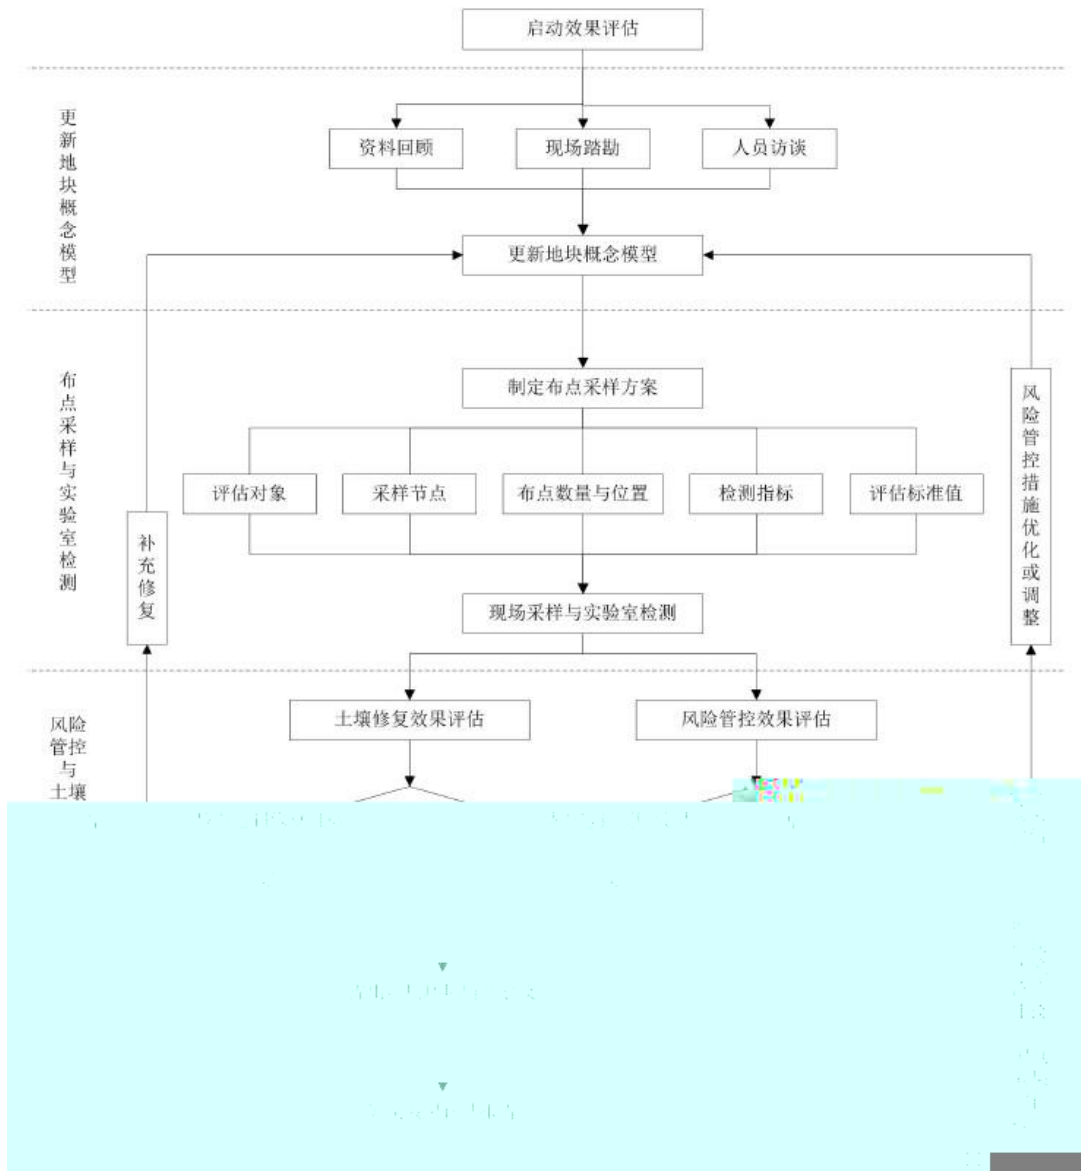 启动效果评估
更新地块概念模型
资料回顾
现场踏勘
人员访谈
更新地块概念模型
布点采样与实验室检测
制定布点采样方案
风险管控措施优化或调整
评估对象
采样节点
布点数量与位置
检测指标
评估标准值
补充修复
现场采样与实验室检测
风险
管控
与
土壤
土壤修复效果评估
风险管控效果评估